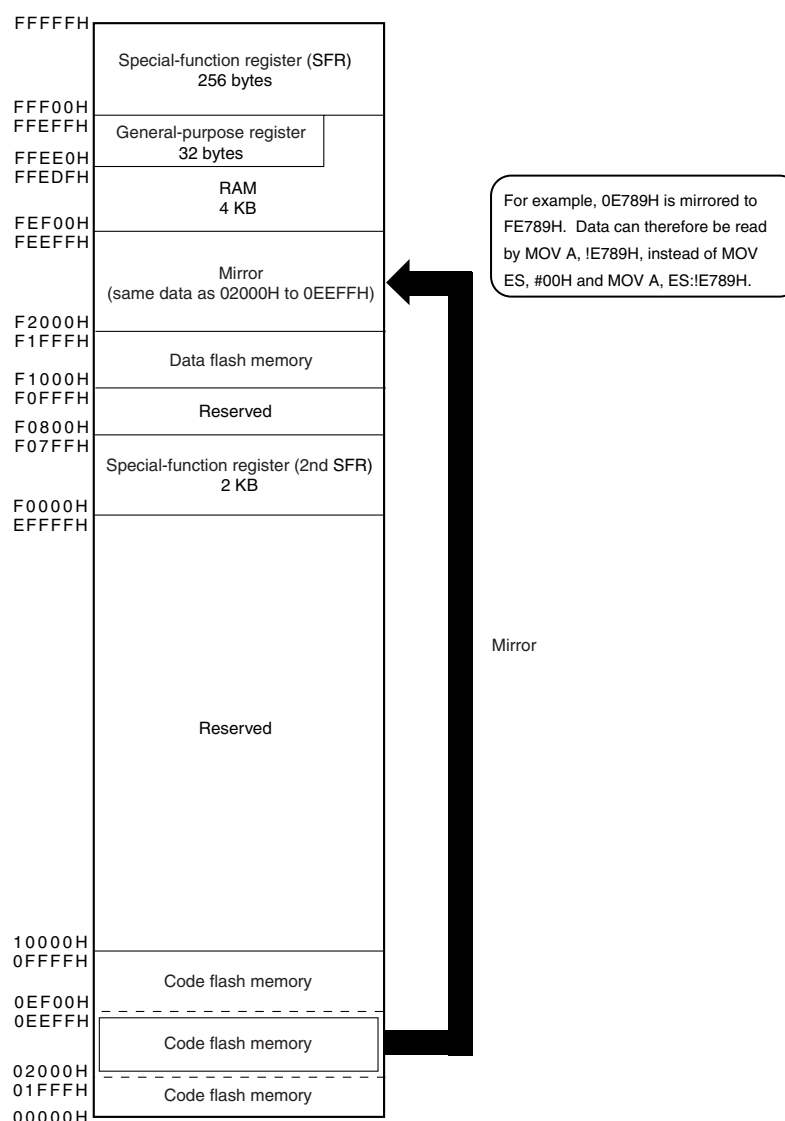 FFFFFH
Special-function register (SFR)
256 bytes
FFF00H
FFEFFH
General-purpose register
32 bytes
FFEE0H
FFEDFH
RAM
4 KB
FEF00H
FEEFFH
Mirror
(same data as 02000H to 0EEFFH)
For example, 0E789H is mirrored to
FE789H. Data can therefore be read
by MOV A, !E789H, instead of MOV
ES, #00H and MOV A, ES:!E789H.
F2000H
F1FFFH
Data flash memory
F1000H
F0FFFH
Reserved
F0800H
F07FFH
Special-function register (2nd SFR)
2 KB
F0000H
EFFFFH
Mirror
Reserved
10000H
0FFFFH
Code flash memory
0EF00H
0EEFFH
Code flash memory
02000H
01FFFH
Code flash memory
00000H